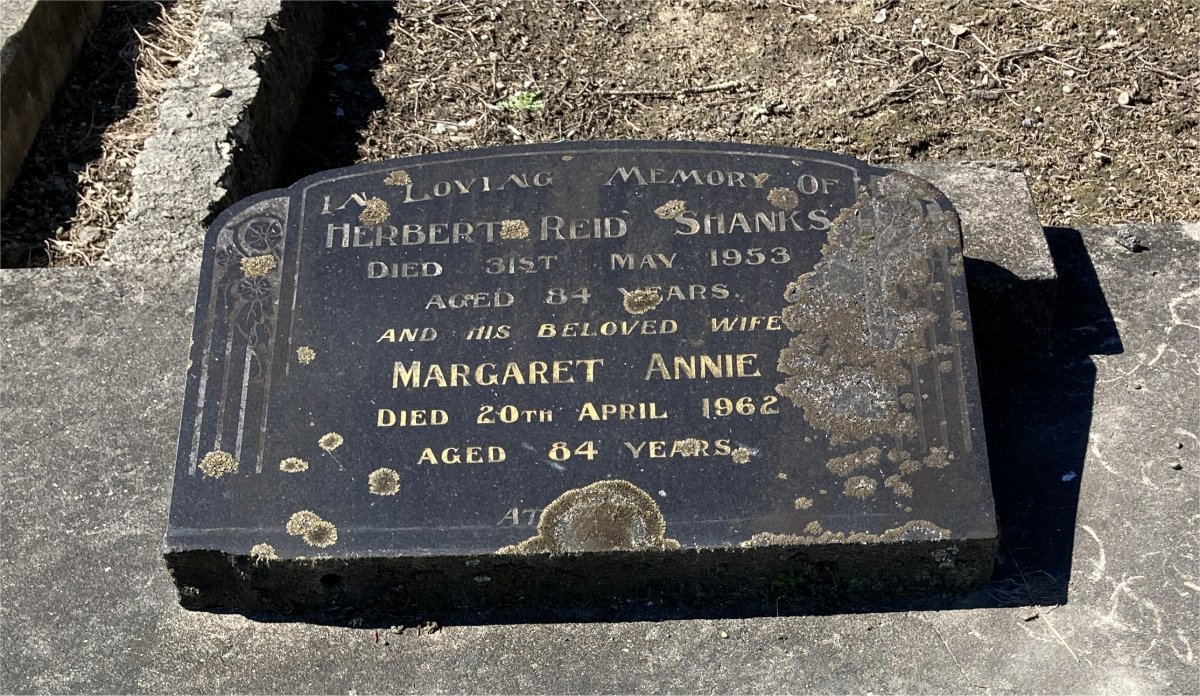 IN LOVING MEMORY OF
HERBERT REID SHANKS
DIED 31ST MAY 1953
AGED 84 YEARS.
AND HIS BELOVED WIFE
MARGARET ANNIE
DIED 20TH APRIL 1962
AGED 84 YEARS.
AT